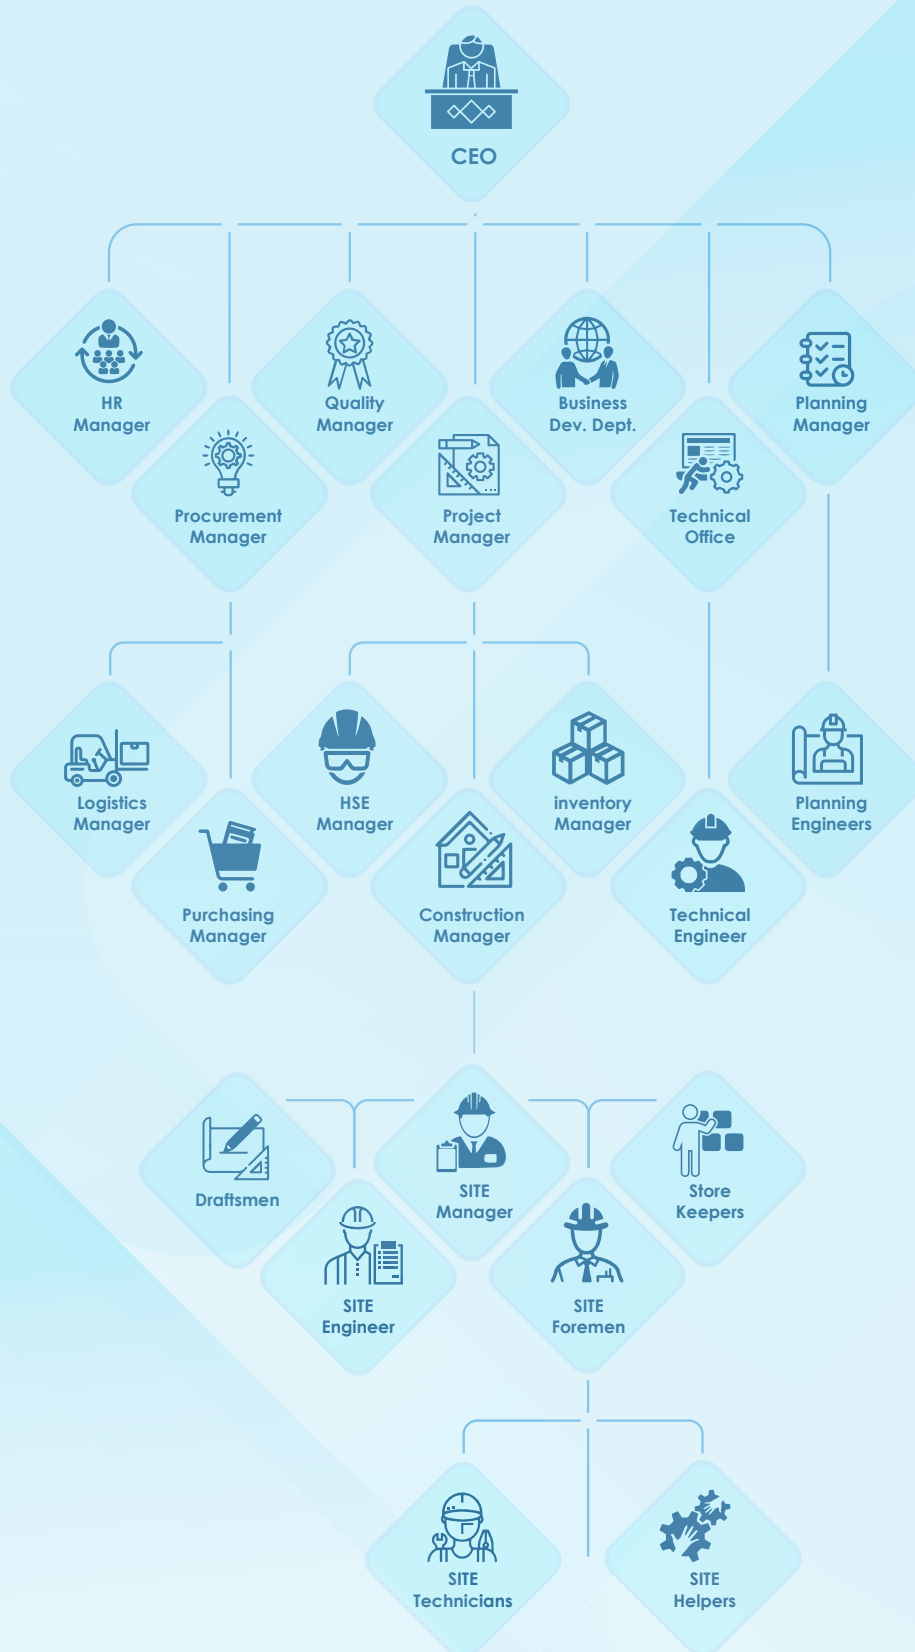 CEO
HR
Manager
Quality
Manager
Business
Dev. Dept.
Planning
Manager
Procurement
Manager
Project
Manager
Technical
Office
Logistics
Manager
HSE
Manager
inventory
Manager
Planning
Engineers
Purchasing
Manager
Construction
Manager
Technical
Engineer
Draftsmen
SITE
Manager
Store
Keepers
SITE
Engineer
SITE
Foremen
SITE
Technicians
SITE
Helpers